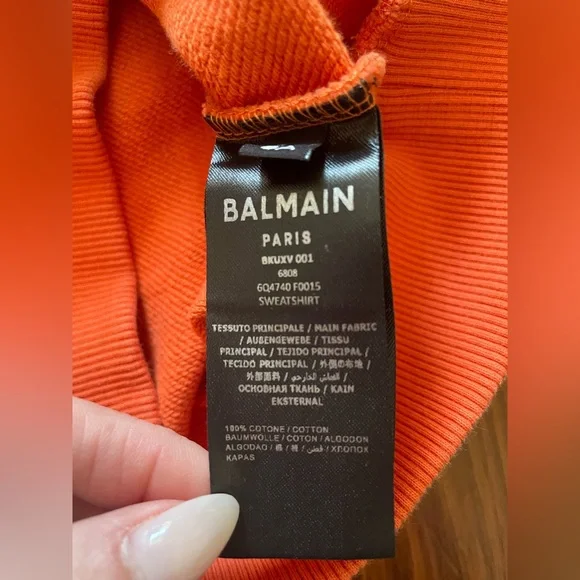 BALMAIN
PARIS
BKUXV 001
6808
6Q4740 F0015
SWEATSHIRT
TESSUTO PRINCIPALE / MAIN FABRIC
/ AUßENGEWEBE / TISSU
PRINCIPAL / TEJIDO PRINCIPAL /
TECIDO PRINCIPAL / 外側の布地 /
外部面料 / القماش الخارجي /
ОСНОВНАЯ ТКАНЬ / KAIN
EKSTERNAL
100% COTONE / COTTON
BAUMWOLLE / COTON / ALGODON
ALGODAO / 綿 / 棉 / قطن / ХЛОПОК
KAPAS